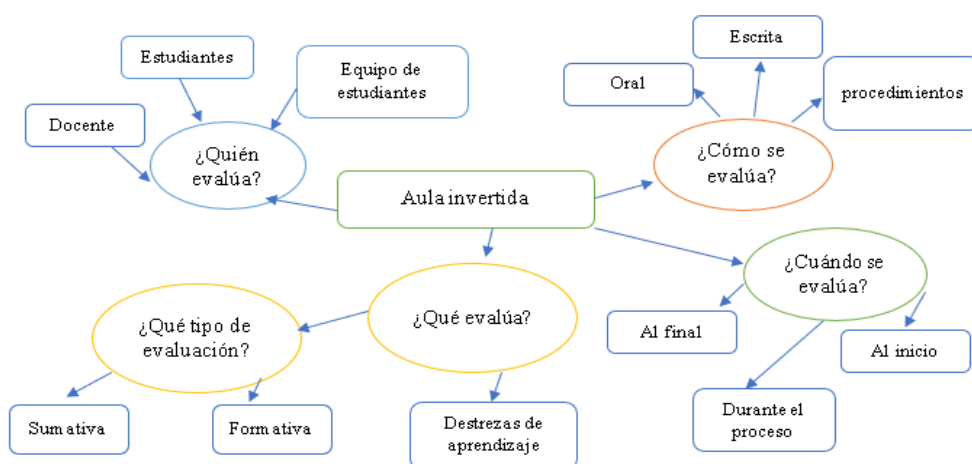 Estudiantes
Equipo de
estudiantes
Docente
¿Quién
evalúa?
Escrita
Oral
procedimientos
¿Cómo se
evalúa?
Aula invertida
¿Cuándo se
evalúa?
Al final
Al inicio
Durante el
proceso
¿Qué evalúa?
¿Qué tipo de
evaluación?
Sumativa
Formativa
Destrezas de
aprendizaje